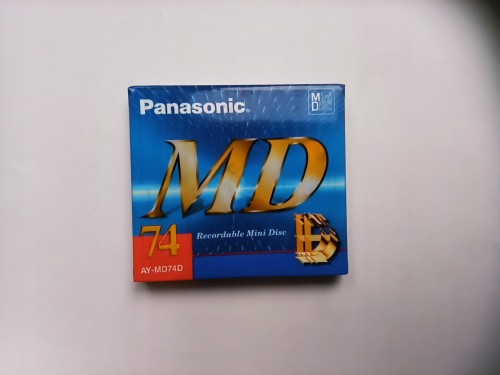 Panasonic
MD
MD
74
Recordable Mini Disc
AY-MD74D